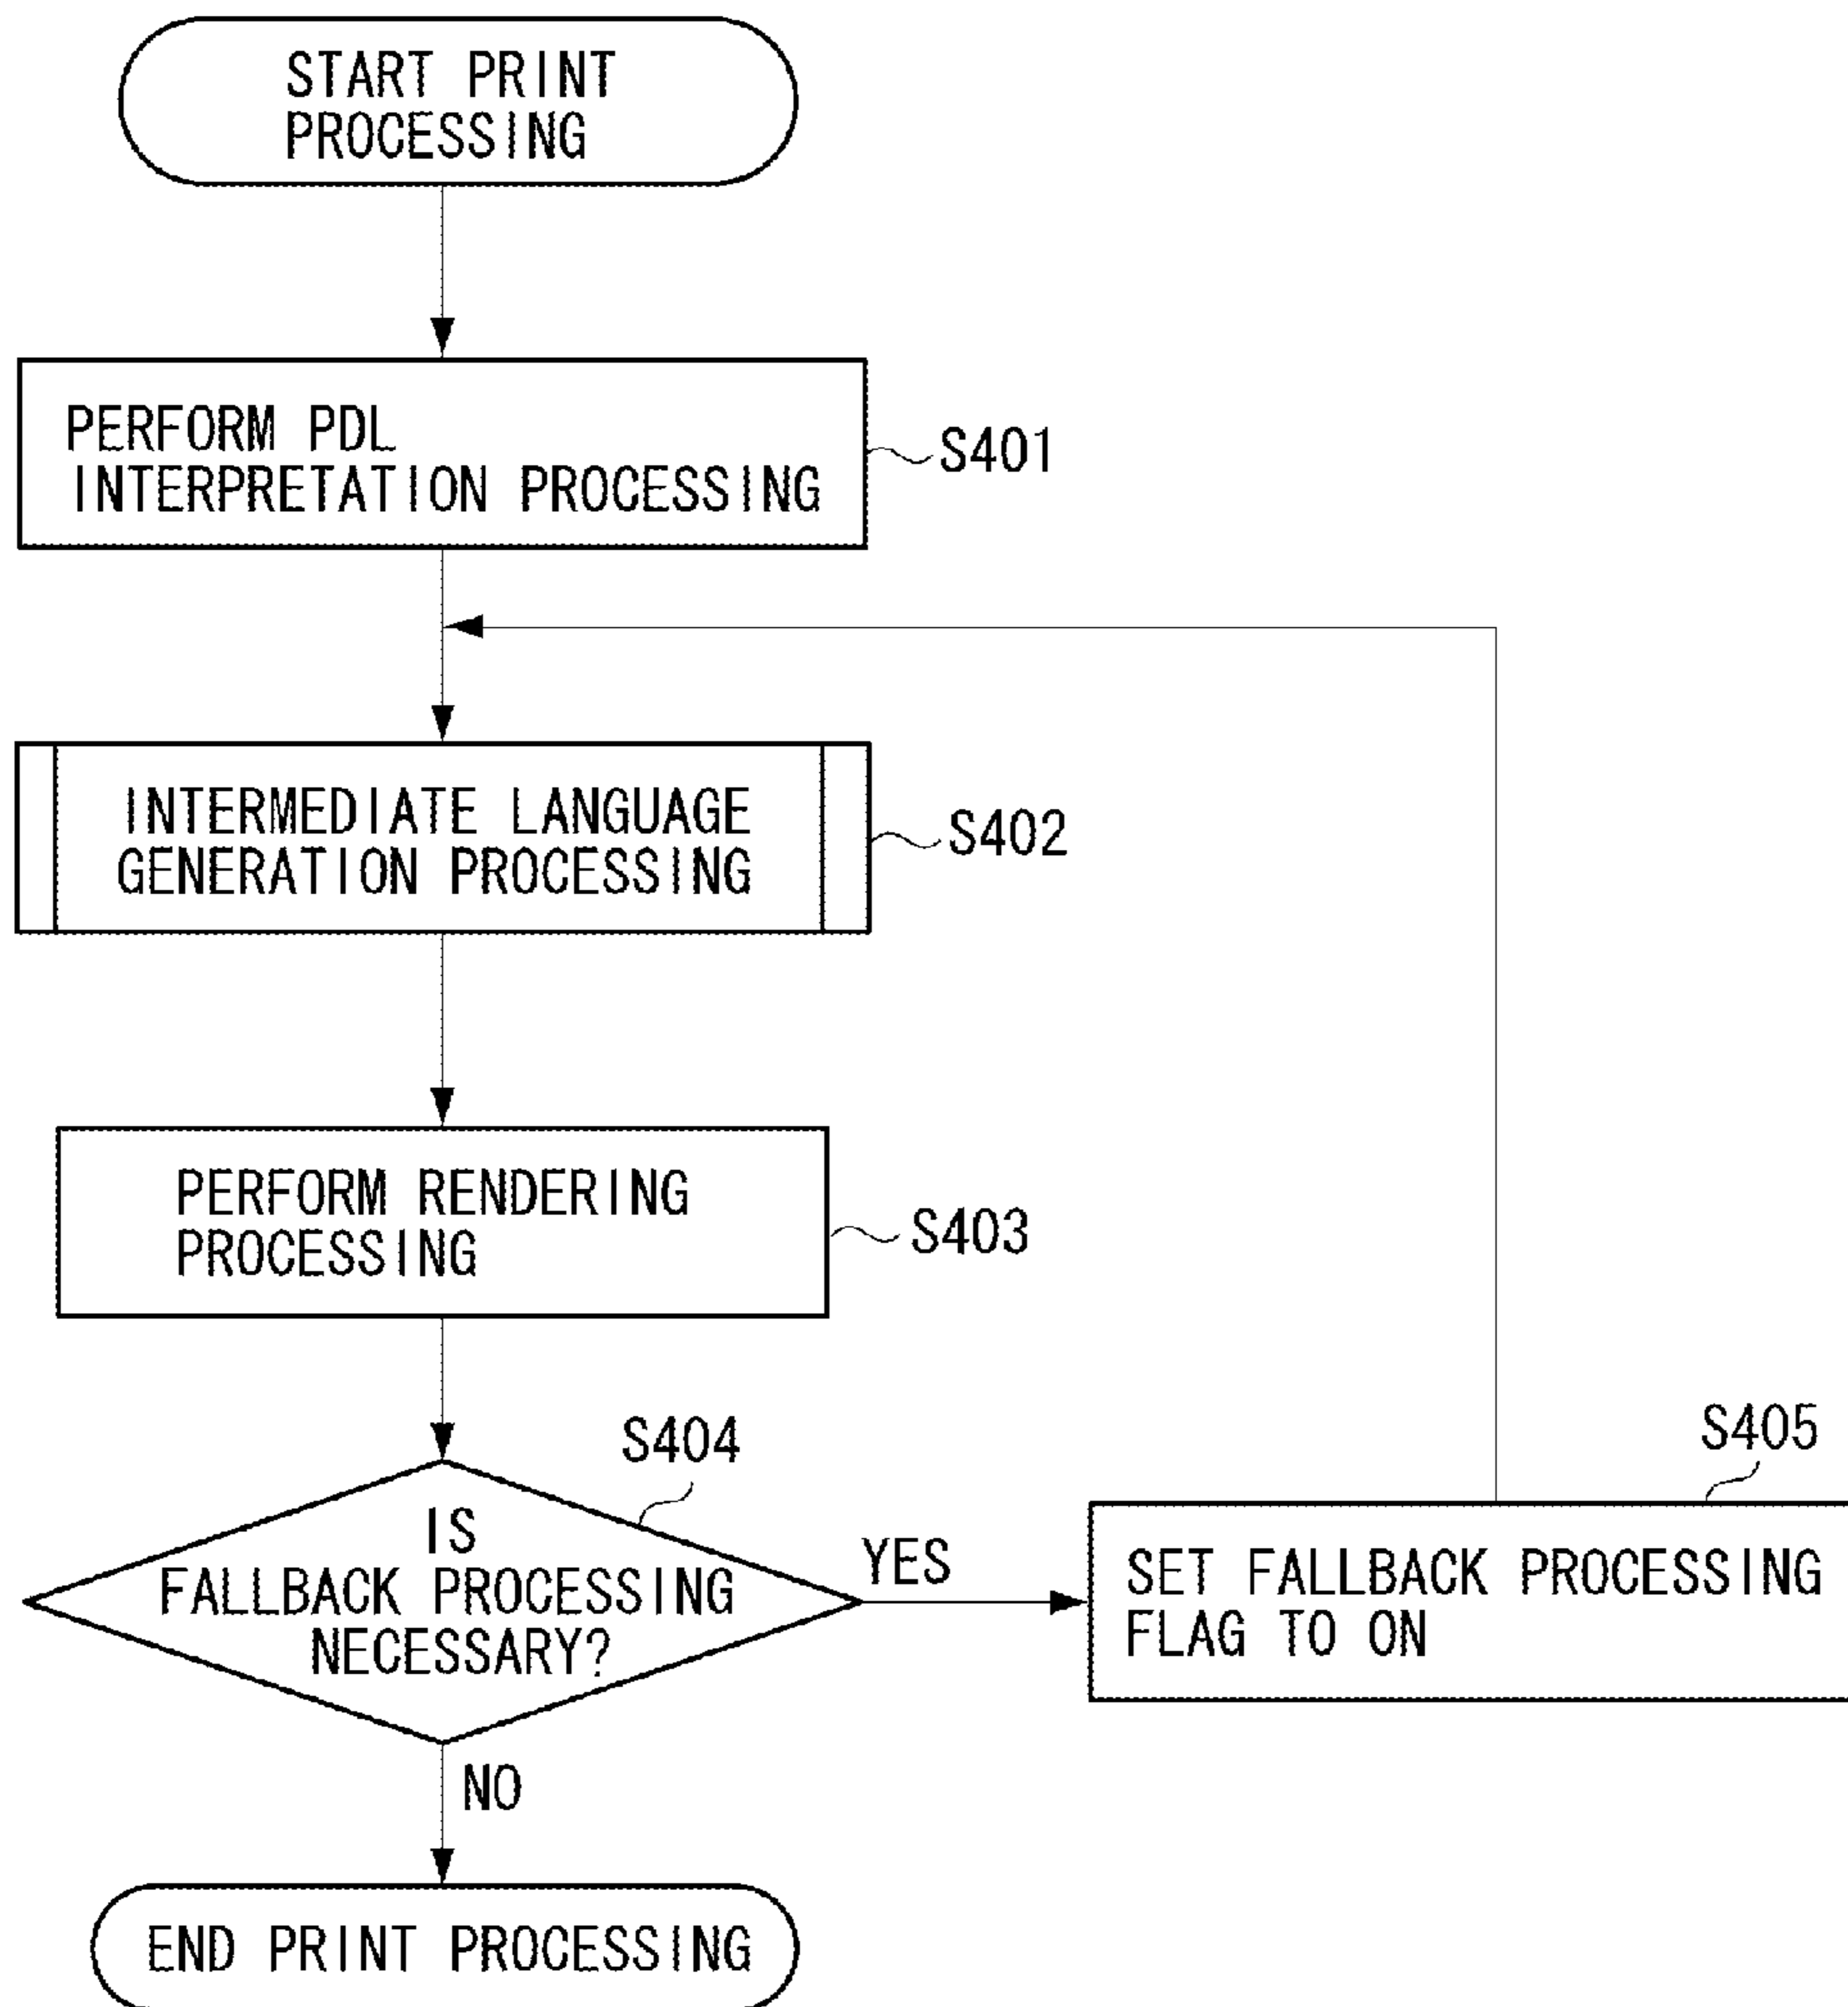 START PRINT
PROCESSING
PERFORM PDL
INTERPRETATION PROCESSING
S401
INTERMEDIATE LANGUAGE
GENERATION PROCESSING
S402
PERFORM RENDERING
PROCESSING
S403
S404
IS
FALLBACK PROCESSING
NECESSARY?
YES
S405
SET FALLBACK PROCESSING
FLAG TO ON
NO
END PRINT PROCESSING